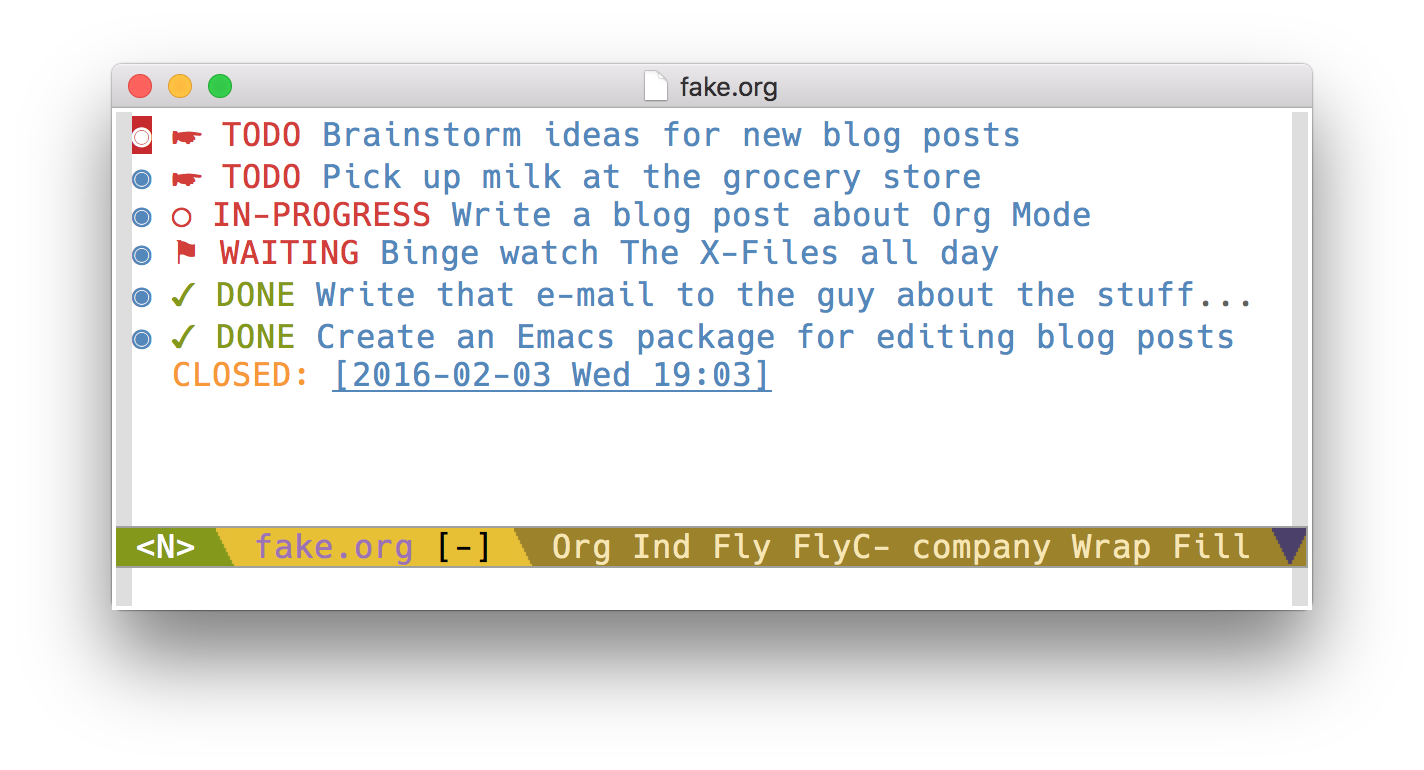 fake.org
◉ ☛ TODO Brainstorm ideas for new blog posts
◉ ☛ TODO Pick up milk at the grocery store
◉ ○ IN-PROGRESS Write a blog post about Org Mode
◉ ⚑ WAITING Binge watch The X-Files all day
◉ ✓ DONE Write that e-mail to the guy about the stuff...
◉ ✓ DONE Create an Emacs package for editing blog posts
CLOSED: [2016-02-03 Wed 19:03]
<N> fake.org [-] Org Ind Fly FlyC- company Wrap Fill